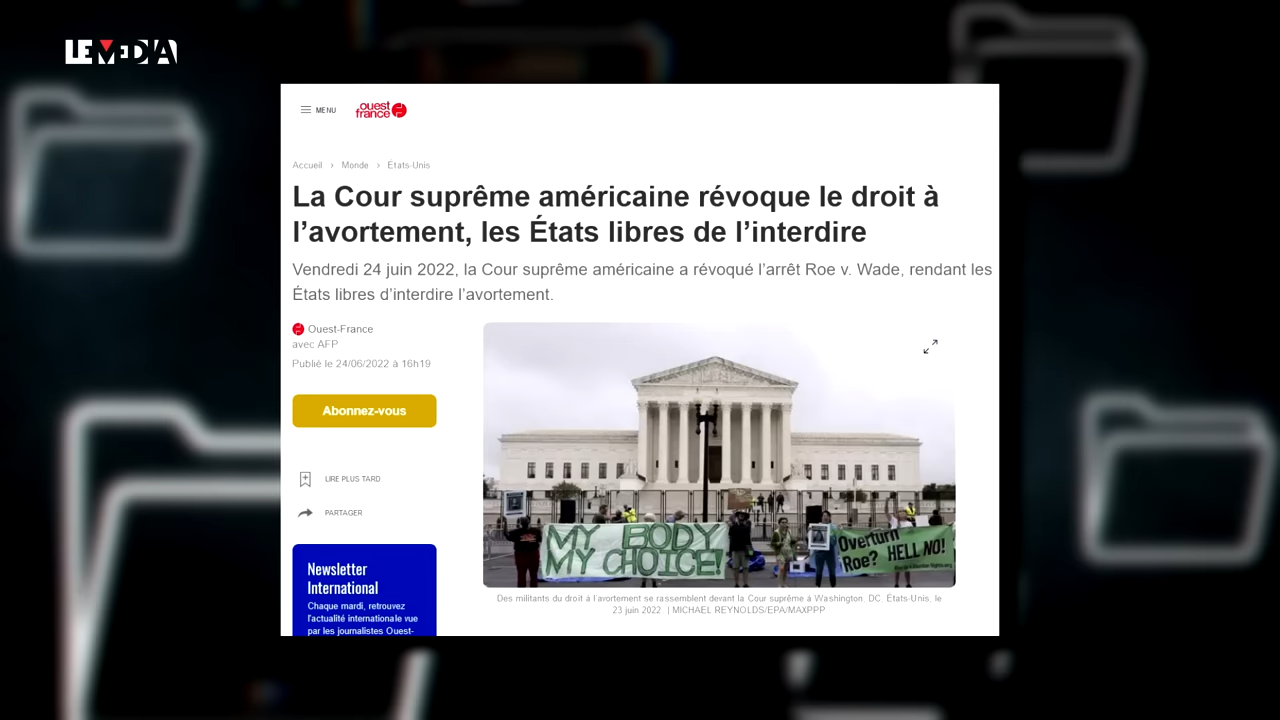 LE MEDIA
MENU
ouest
france
Accueil > Monde > États-Unis
La Cour suprême américaine révoque le droit à
l’avortement, les États libres de l’interdire
Vendredi 24 juin 2022, la Cour suprême américaine a révoqué l’arrêt Roe v. Wade, rendant les
États libres d’interdire l’avortement.
Ouest-France
avec AFP
Publié le 24/06/2022 à 16h19
Abonnez-vous
LIRE PLUS TARD
PARTAGER
Newsletter
International
Chaque mardi, retrouvez
l’actualité internationale vue
par les journalistes Ouest-
MY BODY
MY CHOICE!
Overturn
Roe? HELL NO!
Des militants du droit à l’avortement se rassemblent devant la Cour suprême à Washington, DC, États-Unis, le
23 juin 2022. | MICHAEL REYNOLDS/EPA/MAXPPP